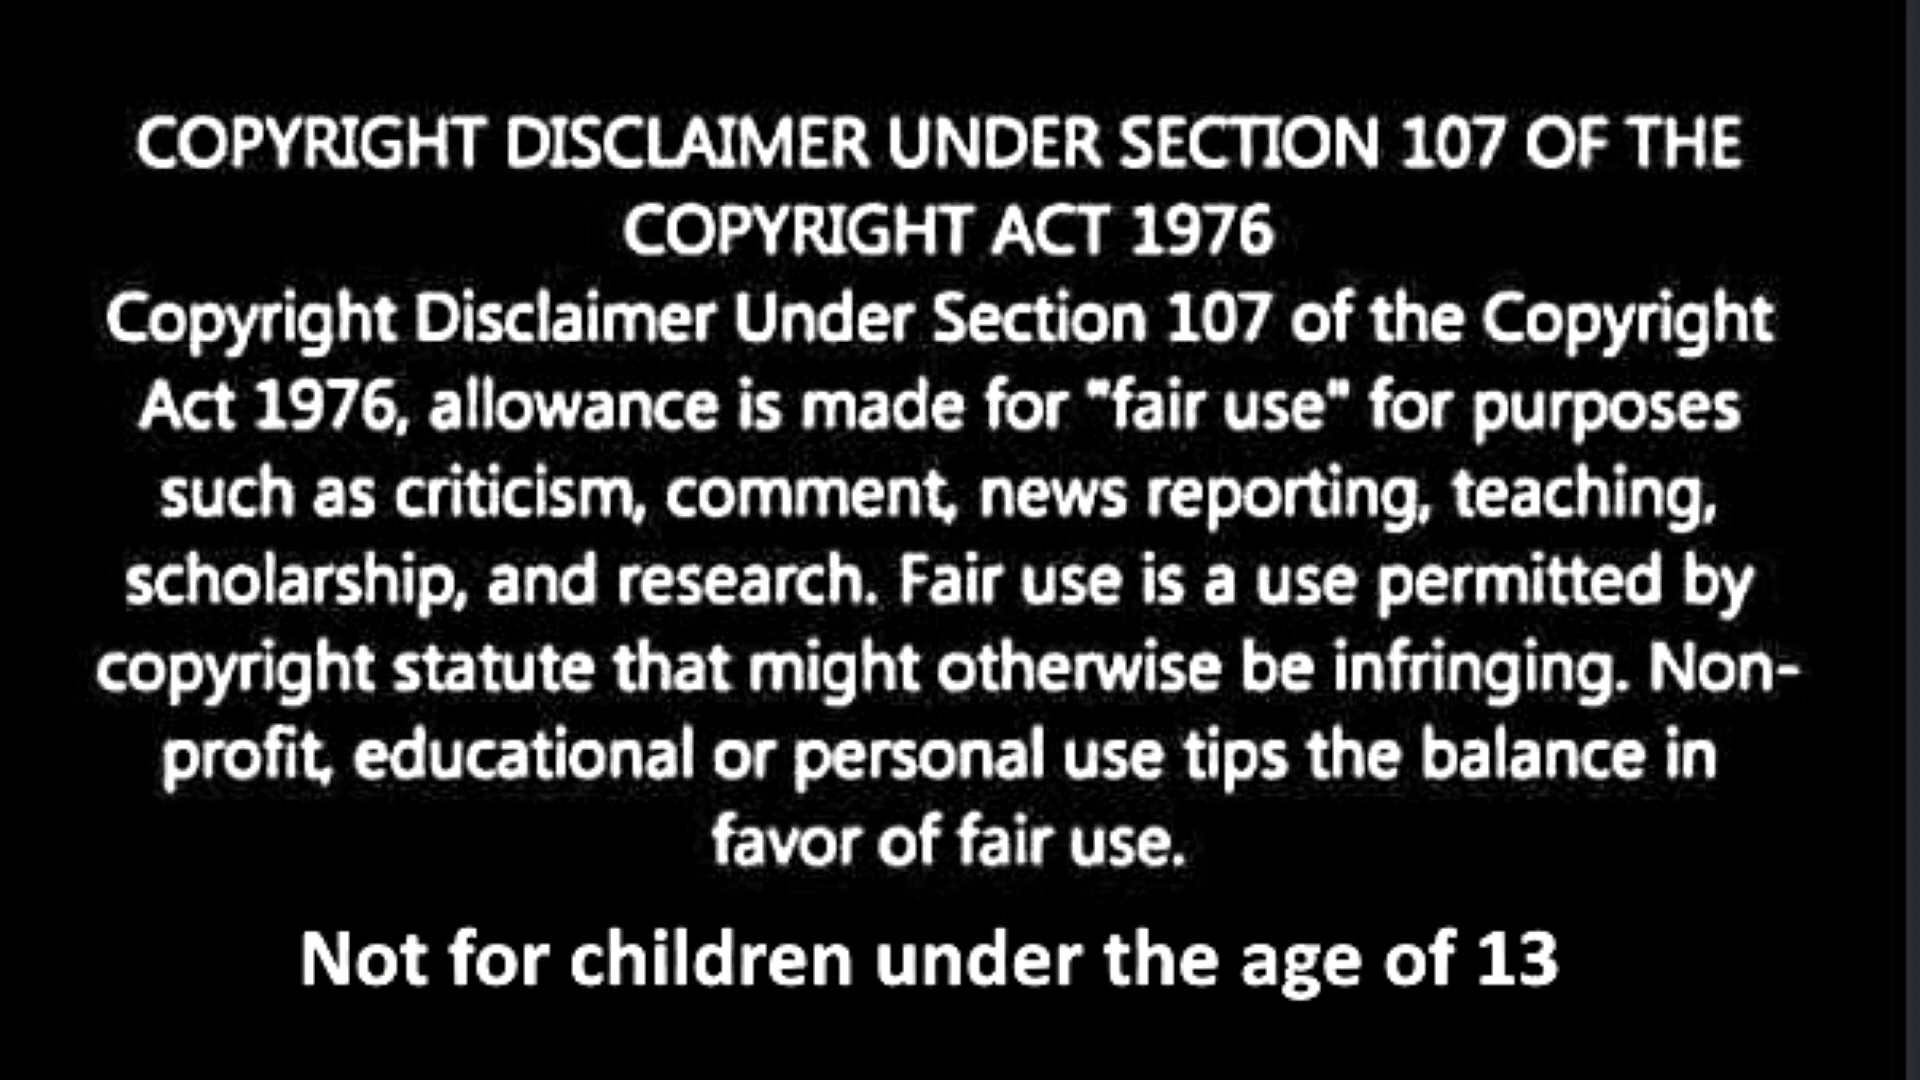 COPYRIGHT DISCLAIMER UNDER SECTION 107 OF THE
COPYRIGHT ACT 1976
Copyright Disclaimer Under Section 107 of the Copyright
Act 1976, allowance is made for "fair use" for purposes
such as criticism, comment, news reporting, teaching,
scholarship, and research. Fair use is a use permitted by
copyright statute that might otherwise be infringing. Non-
profit, educational or personal use tips the balance in
favor of fair use.
Not for children under the age of 13